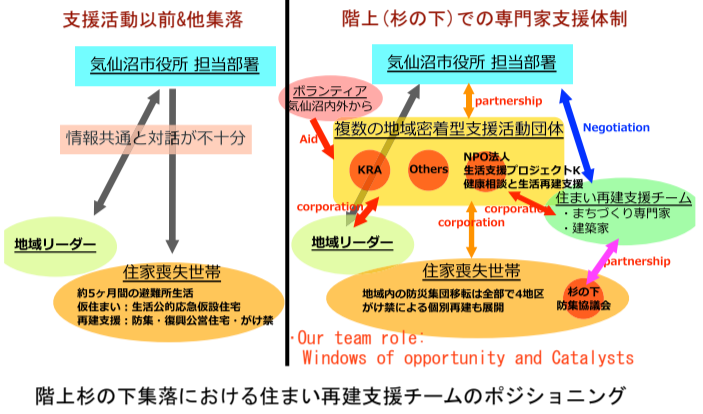 支援活動以前&他集落
気仙沼市役所 担当部署
情報共通と対話が不十分
地域リーダー
住家喪失世帯
約5ヶ月間の避難所生活
仮住まい：生活公的応急仮設住宅
再建支援：防集・復興公営住宅・がけ禁
階上(杉の下)での専門家支援体制
気仙沼市役所 担当部署
ボランティア
気仙沼内外から
partnership
Aid
複数の地域密着型支援活動団体
Negotiation
KRA
Others
NPO法人
生活支援プロジェクトK
健康相談と生活再建支援
corporation
corporation
corporation
住まい再建支援チーム
・まちづくり専門家
・建築家
地域リーダー
partnership
住家喪失世帯
地域内の防災集団移転は全部で4地区
がけ禁による個別再建も展開
杉の下
防集協議会
・Our team role:
Windows of opportunity and Catalysts
階上杉の下集落における住まい再建支援チームのポジショニング